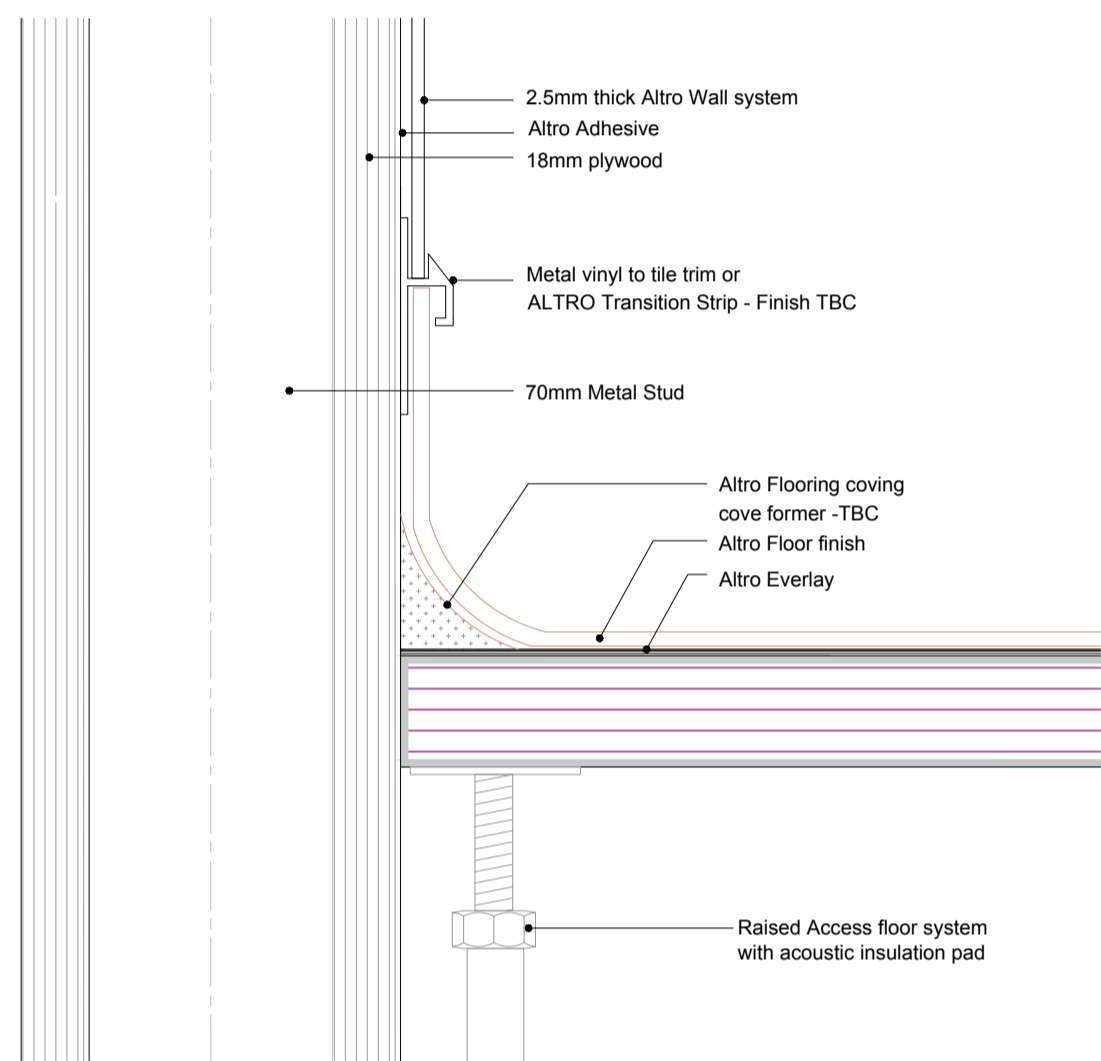 2.5mm thick Altro Wall system
Altro Adhesive
18mm plywood
Metal vinyl to tile trim or
ALTRO Transition Strip - Finish TBC
70mm Metal Stud
Altro Flooring coving
cove former -TBC
Altro Floor finish
Altro Everlay
Raised Access floor system
with acoustic insulation pad